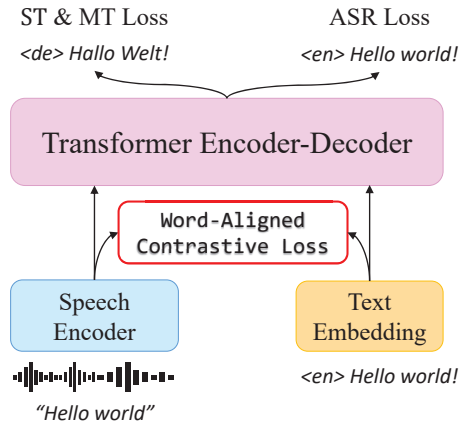 ST & MT Loss
ASR Loss
<de> Hallo Welt!
<en> Hello world!
Transformer Encoder-Decoder
Word-Aligned
Contrastive Loss
Speech
Encoder
Text
Embedding
<en> Hello world!
“Hello world”